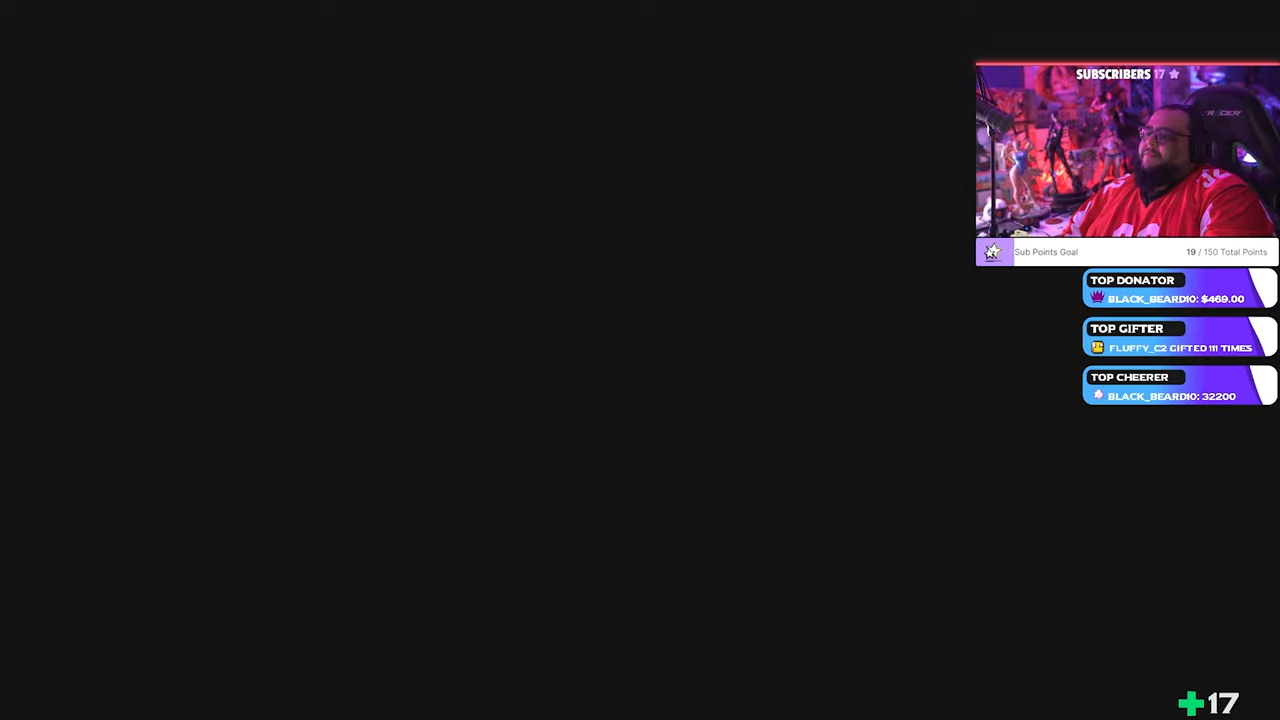 SUBSCRIBERS 17
Sub Points Goal 19 / 150 Total Points
TOP DONATOR
BLACK_BEARD10: $469.00
TOP GIFTER
FLUFFY_C2 GIFTED 111 TIMES
TOP CHEERER
BLACK_BEARD10: 32200
+17